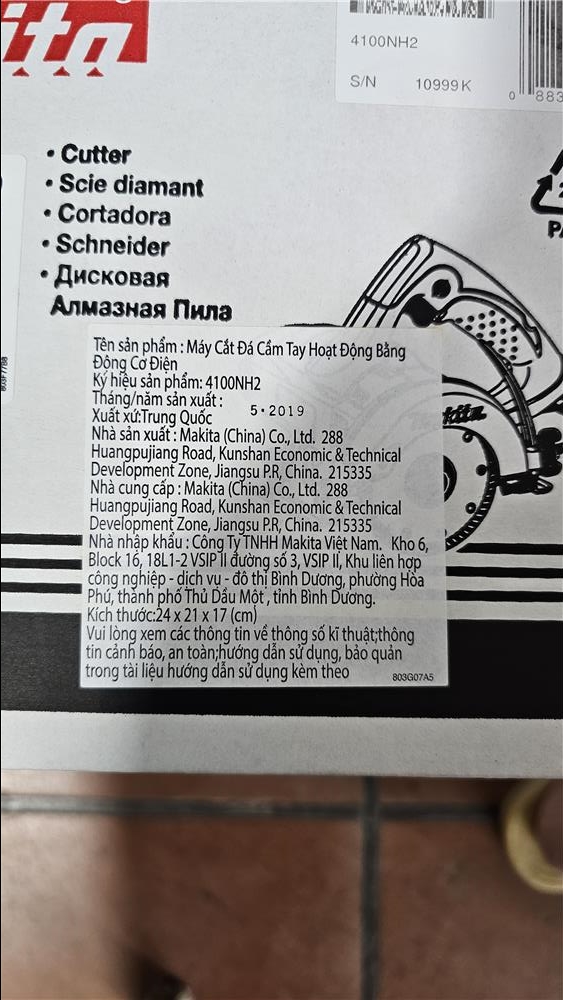 4100NH2
S/N 10999K
0 883
• Cutter
• Scie diamant
• Cortadora
• Schneider
• Дисковая
Алмазная Пила
Makita
Tên sản phẩm : Máy Cắt Đá Cầm Tay Hoạt Động Bằng
Động Cơ Điện
Ký hiệu sản phẩm: 4100NH2
Tháng/năm sản xuất :
5 • 2019
Xuất xứ:Trung Quốc
Nhà sản xuất : Makita (China) Co., Ltd. 288
Huangpujiang Road, Kunshan Economic & Technical
Development Zone, Jiangsu P.R, China. 215335
Nhà cung cấp : Makita (China) Co., Ltd. 288
Huangpujiang Road, Kunshan Economic & Technical
Development Zone, Jiangsu P.R, China. 215335
Nhà nhập khẩu : Công Ty TNHH Makita Việt Nam. Kho 6,
Block 16, 18L1-2 VSIP II đường số 3, VSIP II, Khu liên hợp
công nghiệp - dịch vụ - đô thị Bình Dương, phường Hòa
Phú, thành phố Thủ Dầu Một , tỉnh Bình Dương.
Kích thước:24 x 21 x 17 (cm)
Vui lòng xem các thông tin về thông số kĩ thuật;thông
tin cảnh báo, an toàn;hướng dẫn sử dụng, bảo quản
trong tài liệu hướng dẫn sử dụng kèm theo
803G07A5